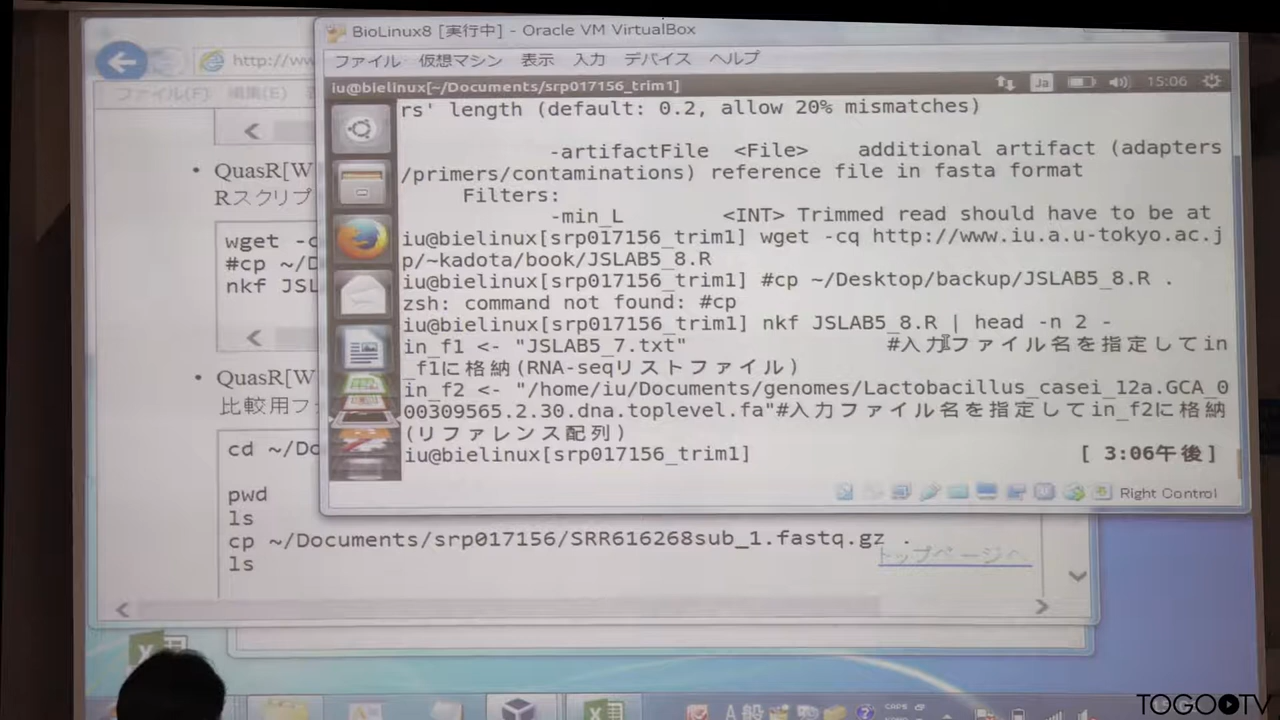 BioLinux8 [実行中] - Oracle VM VirtualBox
ファイル 仮想マシン 表示 入力 デバイス ヘルプ
http://ww
ファイル(F) 編集(E)
iu@bielinux[~/Documents/srp017156_trim1]
Ja
15:06
rs' length (default: 0.2, allow 20% mismatches)
-artifactFile <File> additional artifact (adapters
/primers/contaminations) reference file in fasta format
Filters:
-min_L <INT> Trimmed read should have to be at
iu@bielinux[srp017156_trim1] wget -cq http://www.iu.a.u-tokyo.ac.j
p/~kadota/book/JSLAB5_8.R
iu@bielinux[srp017156_trim1] #cp ~/Desktop/backup/JSLAB5_8.R .
zsh: command not found: #cp
iu@bielinux[srp017156_trim1] nkf JSLAB5_8.R | head -n 2 -
in_f1 <- "JSLAB5_7.txt" #入力ファイル名を指定してin
_f1に格納(RNA-seqリストファイル)
in_f2 <- "/home/iu/Documents/genomes/Lactobacillus_casei_12a.GCA_0
00309565.2.30.dna.toplevel.fa"#入力ファイル名を指定してin_f2に格納
(リファレンス配列)
iu@bielinux[srp017156_trim1] [ 3:06午後]
Right Control
• QuasR[W
Rスクリプ
wget -c
#cp ~/D
nkf JSL
• QuasR[W
比較用フ
cd ~/Do
pwd
ls
cp ~/Documents/srp017156/SRR616268sub_1.fastq.gz .
トップページへ
ls
A 般
CAPS
TOGOTV